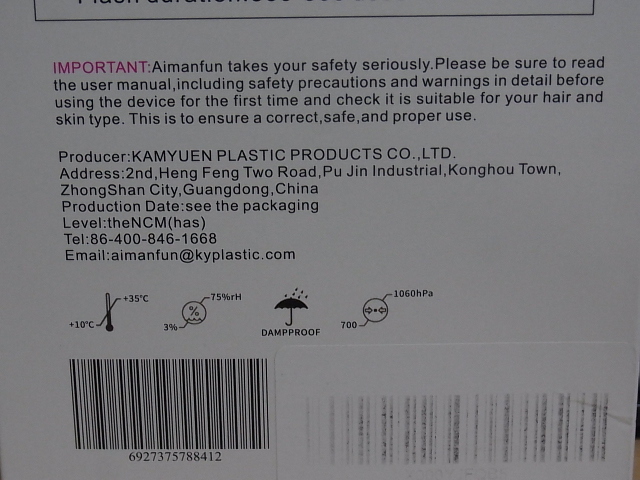 IMPORTANT:Aimanfun takes your safety seriously.Please be sure to read
the user manual,including safety precautions and warnings in detail before
using the device for the first time and check it is suitable for your hair and
skin type. This is to ensure a correct,safe,and proper use.
Producer:KAMYUEN PLASTIC PRODUCTS CO.,LTD.
Address:2nd,Heng Feng Two Road,Pu Jin Industrial,Konghou Town,
ZhongShan City,Guangdong,China
Production Date:see the packaging
Level:theNCM(has)
Tel:86-400-846-1668
Email:aimanfun@kyplastic.com
+35℃
+10℃
75%rH
%
3%
DAMPPROOF
1060hPa
700
6927375788412